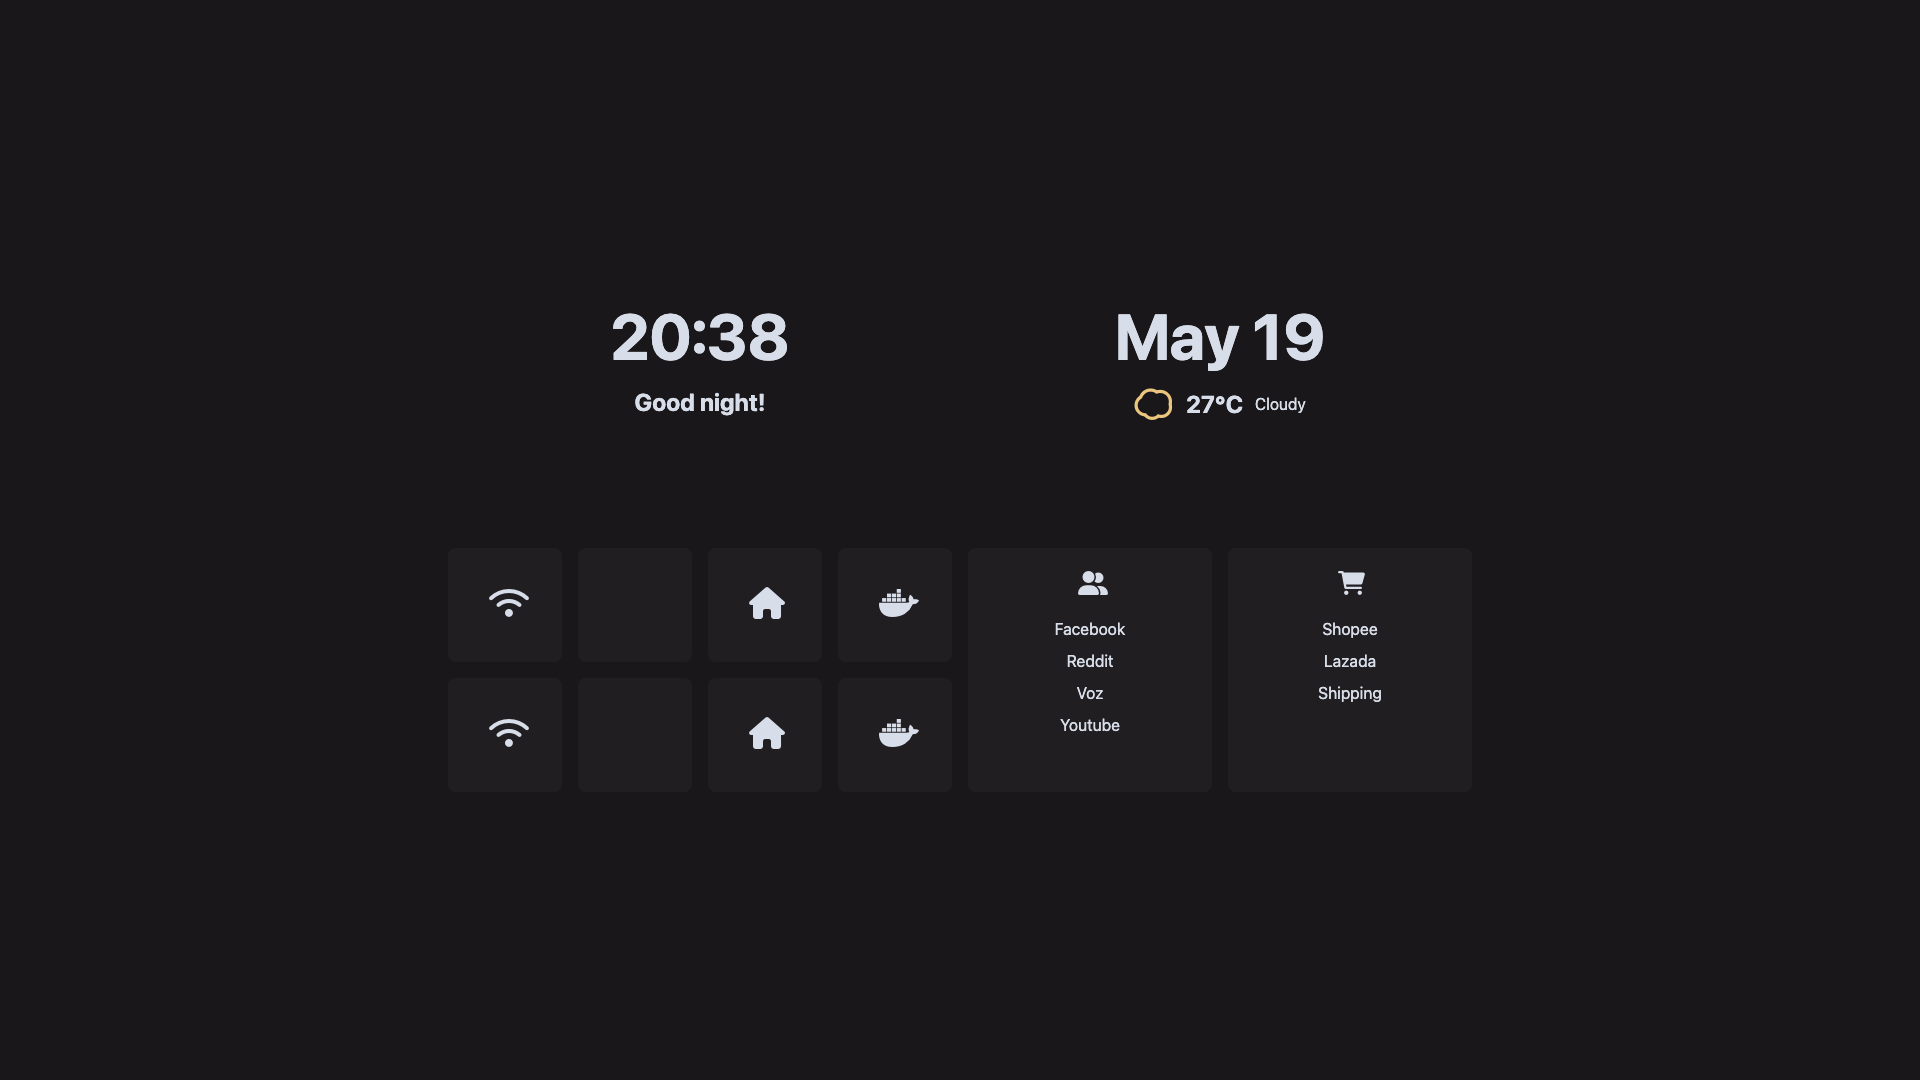 20:38
Good night!
May 19
27°C Cloudy
Facebook
Reddit
Voz
Youtube
Shopee
Lazada
Shipping